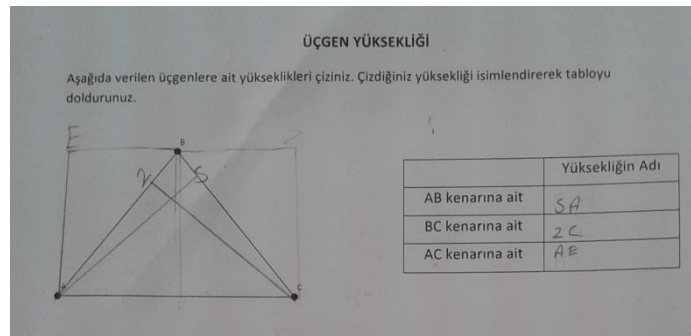 ÜÇGEN YÜKSEKLİĞİ
Aşağıda verilen üçgenlere ait yükseklikleri çiziniz. Çizdiğiniz yüksekliği isimlendirerek tabloyu
doldurunuz.
E
B
2
S
A
C
K
Yüksekliğin Adı
AB kenarına ait SA
BC kenarına ait 2C
AC kenarına ait AE